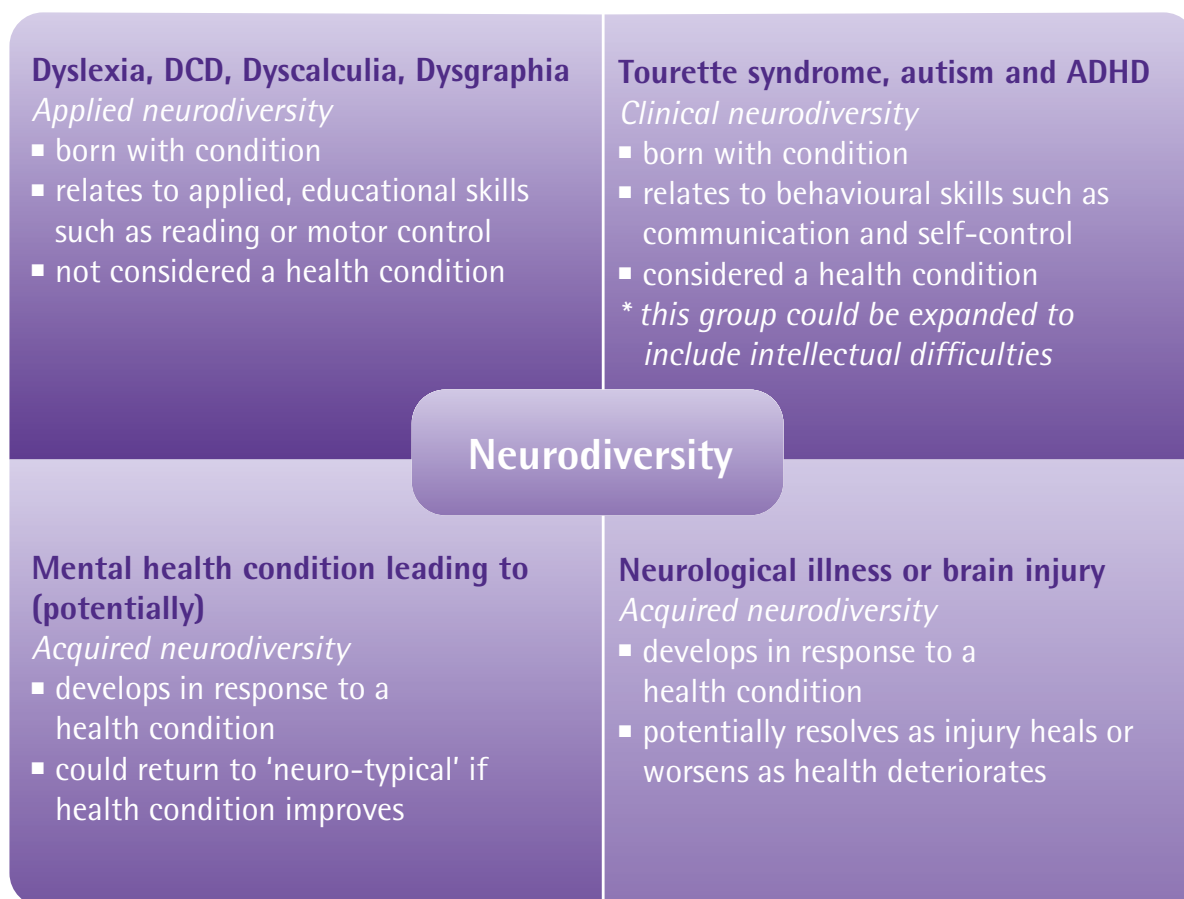 Dyslexia, DCD, Dyscalculia, Dysgraphia
Applied neurodiversity
▪ born with condition
▪ relates to applied, educational skills
such as reading or motor control
▪ not considered a health condition
Tourette syndrome, autism and ADHD
Clinical neurodiversity
▪ born with condition
▪ relates to behavioural skills such as
communication and self-control
▪ considered a health condition
* this group could be expanded to
include intellectual difficulties
Neurodiversity
Mental health condition leading to
(potentially)
Acquired neurodiversity
▪ develops in response to a
health condition
▪ could return to ‘neuro-typical’ if
health condition improves
Neurological illness or brain injury
Acquired neurodiversity
▪ develops in response to a
health condition
▪ potentially resolves as injury heals or
worsens as health deteriorates